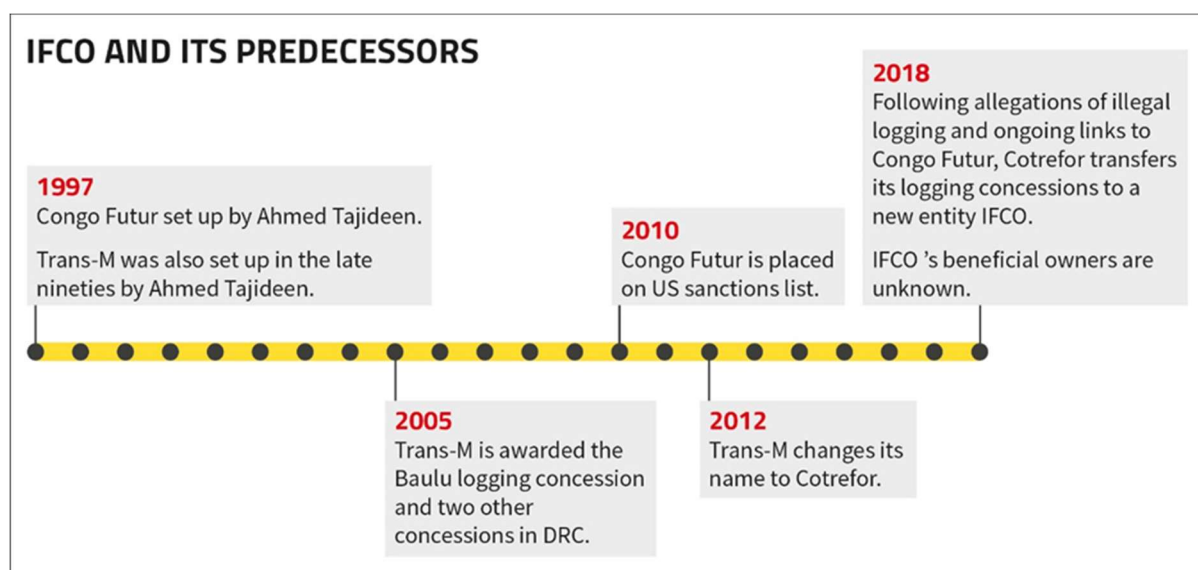 IFCO AND ITS PREDECESSORS
1997
Congo Futur set up by Ahmed Tajideen.
Trans-M was also set up in the late
nineties by Ahmed Tajideen.
2005
Trans-M is awarded the
Baulu logging concession
and two other
concessions in DRC.
2010
Congo Futur is placed
on US sanctions list.
2012
Trans-M changes its
name to Cotrefor.
2018
Following allegations of illegal
logging and ongoing links to
Congo Futur, Cotrefor transfers
its logging concessions to a
new entity IFCO.
IFCO 's beneficial owners are
unknown.